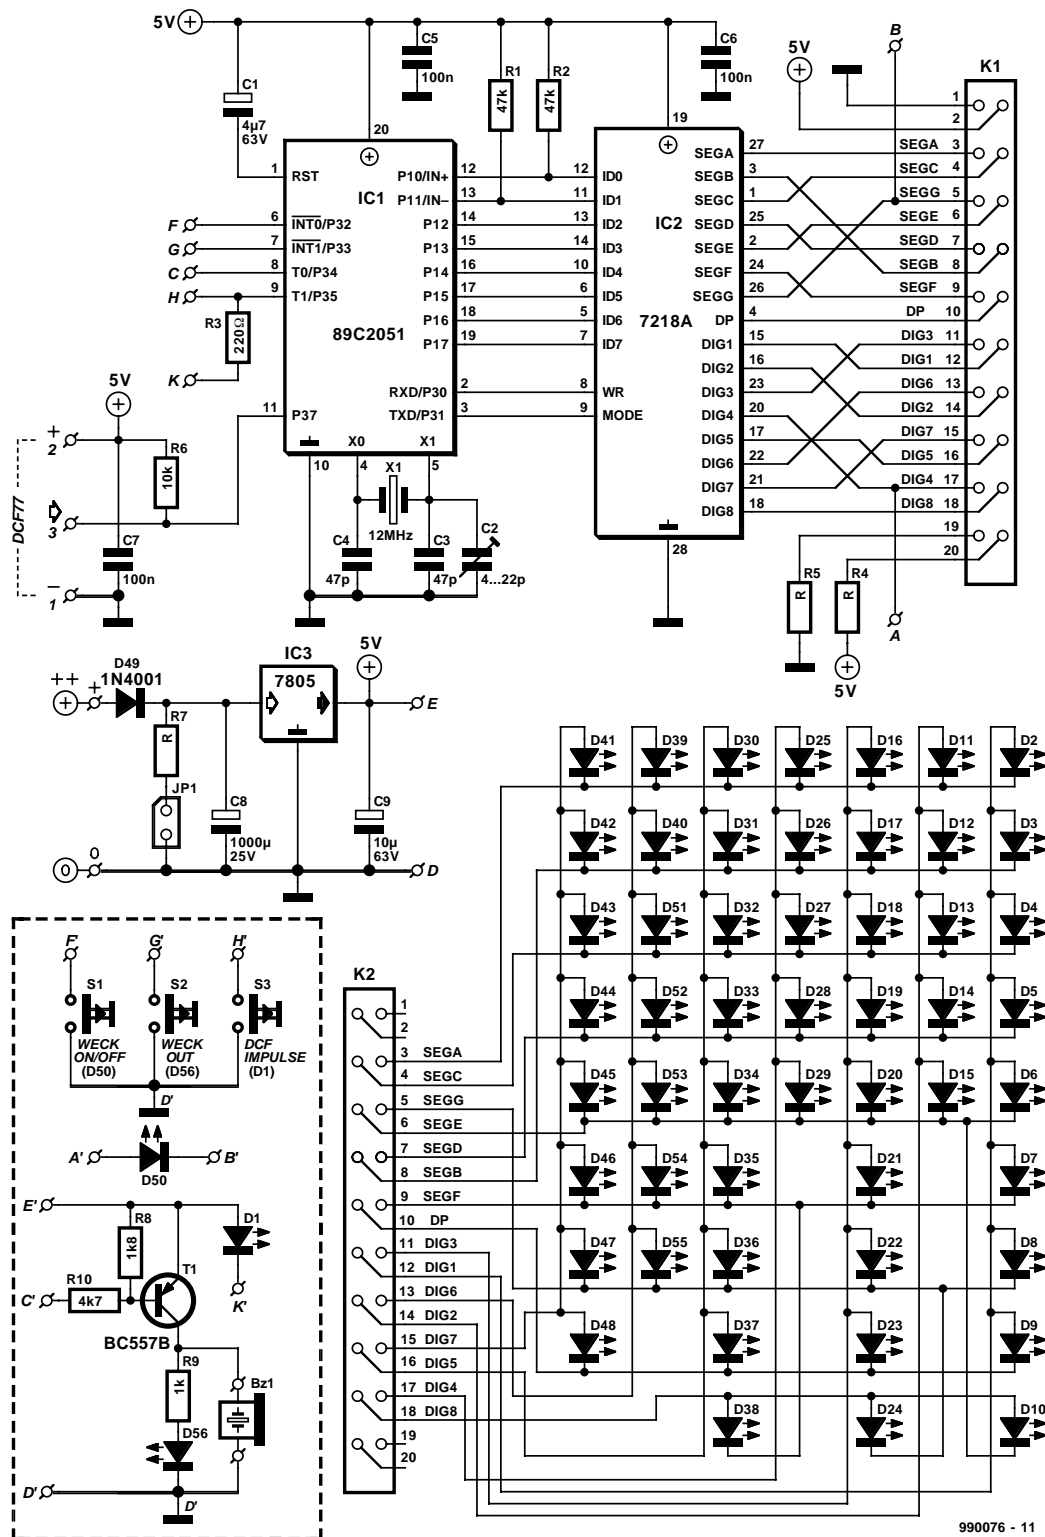 5V
C5
100n
C6
100n
B
5V
K1
C1
4µ7
63V
R1
47k
R2
47k
20
19
IC1
89C2051
1 RST
6 INT0/P32
7 INT1/P33
8 T0/P34
9 T1/P35
11 P37
P10/IN+ 12
P11/IN– 13
P12 14
P13 15
P14 16
P15 17
P16 18
P17 19
RXD/P30 2
TXD/P31 3
X0
X1
10
4
5
F
G
C
H
R3
220Ω
K
IC2
7218A
12 ID0
11 ID1
13 ID2
14 ID3
10 ID4
6 ID5
5 ID6
7 ID7
8 WR
9 MODE
SEGA 27
SEGB 3
SEGC 1
SEGD 25
SEGE 2
SEGF 24
SEGG 26
DP 4
DIG1 15
DIG2 16
DIG3 23
DIG4 20
DIG5 17
DIG6 22
DIG7 21
DIG8 18
28
1
2
SEGA 3
SEGC 4
SEGG 5
SEGE 6
SEGD 7
SEGB 8
SEGF 9
DP 10
DIG3 11
DIG1 12
DIG6 13
DIG2 14
DIG7 15
DIG5 16
DIG4 17
DIG8 18
19
20
R5
R
R4
R
5V
A
5V
+
2
DCF77
3
–
1
R6
10k
C7
100n
X1
12MHz
C4
47p
C3
47p
C2
4...22p
D49
1N4001
++
+
R7
R
JP1
IC3
7805
5V
E
C8
1000µ
25V
C9
10µ
63V
0
0
D
D41 D39 D30 D25 D16 D11 D2
D42 D40 D31 D26 D17 D12 D3
D43 D51 D32 D27 D18 D13 D4
D44 D52 D33 D28 D19 D14 D5
D45 D53 D34 D29 D20 D15 D6
D46 D54 D35 D21 D7
D47 D55 D36 D22 D8
D48 D37 D23 D9
D38 D24 D10
F'
G'
H'
S1
WECK
ON/OFF
(D50)
S2
WECK
OUT
(D56)
S3
DCF
IMPULSE
(D1)
D'
A'
D50
B'
E'
R8
1k8
D1
K'
R10
4k7
C'
T1
BC557B
R9
1k
Bz1
D56
D'
D'
K2
1
2
3 SEGA
4 SEGC
5 SEGG
6 SEGE
7 SEGD
8 SEGB
9 SEGF
10 DP
11 DIG3
12 DIG1
13 DIG6
14 DIG2
15 DIG7
16 DIG5
17 DIG4
18 DIG8
19
20
990076 - 11